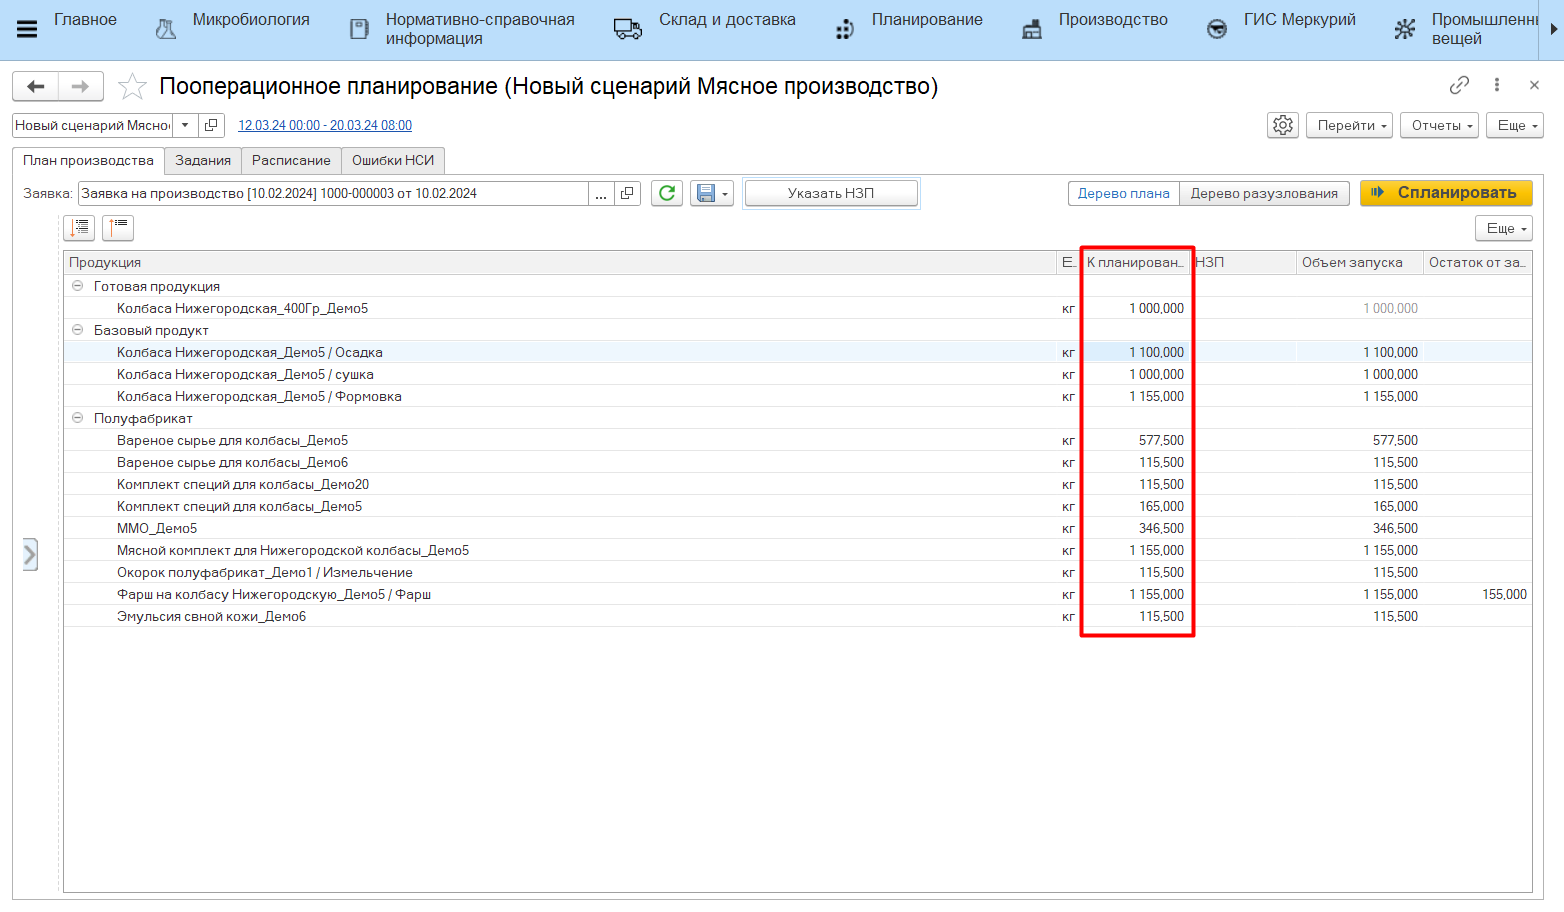 Главное
Микробиология
Нормативно-справочная
информация
Склад и доставка
Планирование
Производство
ГИС Меркурий
Промышленны
вещей
Пооперационное планирование (Новый сценарий Мясное производство)
Новый сценарий Мясно
12.03.24 00:00 - 20.03.24 08:00
Перейти
Отчеты
Еще
План производства
Задания
Расписание
Ошибки НСИ
Заявка: Заявка на производство [10.02.2024] 1000-000003 от 10.02.2024 ...
Указать НЗП
Дерево плана
Дерево разузлования
Спланировать
Еще
Продукция Е.. К планирован... НЗП Объем запуска Остаток от за...
Готовая продукция
Колбаса Нижегородская_400Гр_Демо5 кг 1 000,000 1 000,000
Базовый продукт
Колбаса Нижегородская_Демо5 / Осадка кг 1 100,000 1 100,000
Колбаса Нижегородская_Демо5 / сушка кг 1 000,000 1 000,000
Колбаса Нижегородская_Демо5 / Формовка кг 1 155,000 1 155,000
Полуфабрикат
Вареное сырье для колбасы_Демо5 кг 577,500 577,500
Вареное сырье для колбасы_Демо6 кг 115,500 115,500
Комплект специй для колбасы_Демо20 кг 115,500 115,500
Комплект специй для колбасы_Демо5 кг 165,000 165,000
ММО_Демо5 кг 346,500 346,500
Мясной комплект для Нижегородской колбасы_Демо5 кг 1 155,000 1 155,000
Окорок полуфабрикат_Демо1 / Измельчение кг 115,500 115,500
Фарш на колбасу Нижегородскую_Демо5 / Фарш кг 1 155,000 1 155,000 155,000
Эмульсия свной кожи_Демо6 кг 115,500 115,500